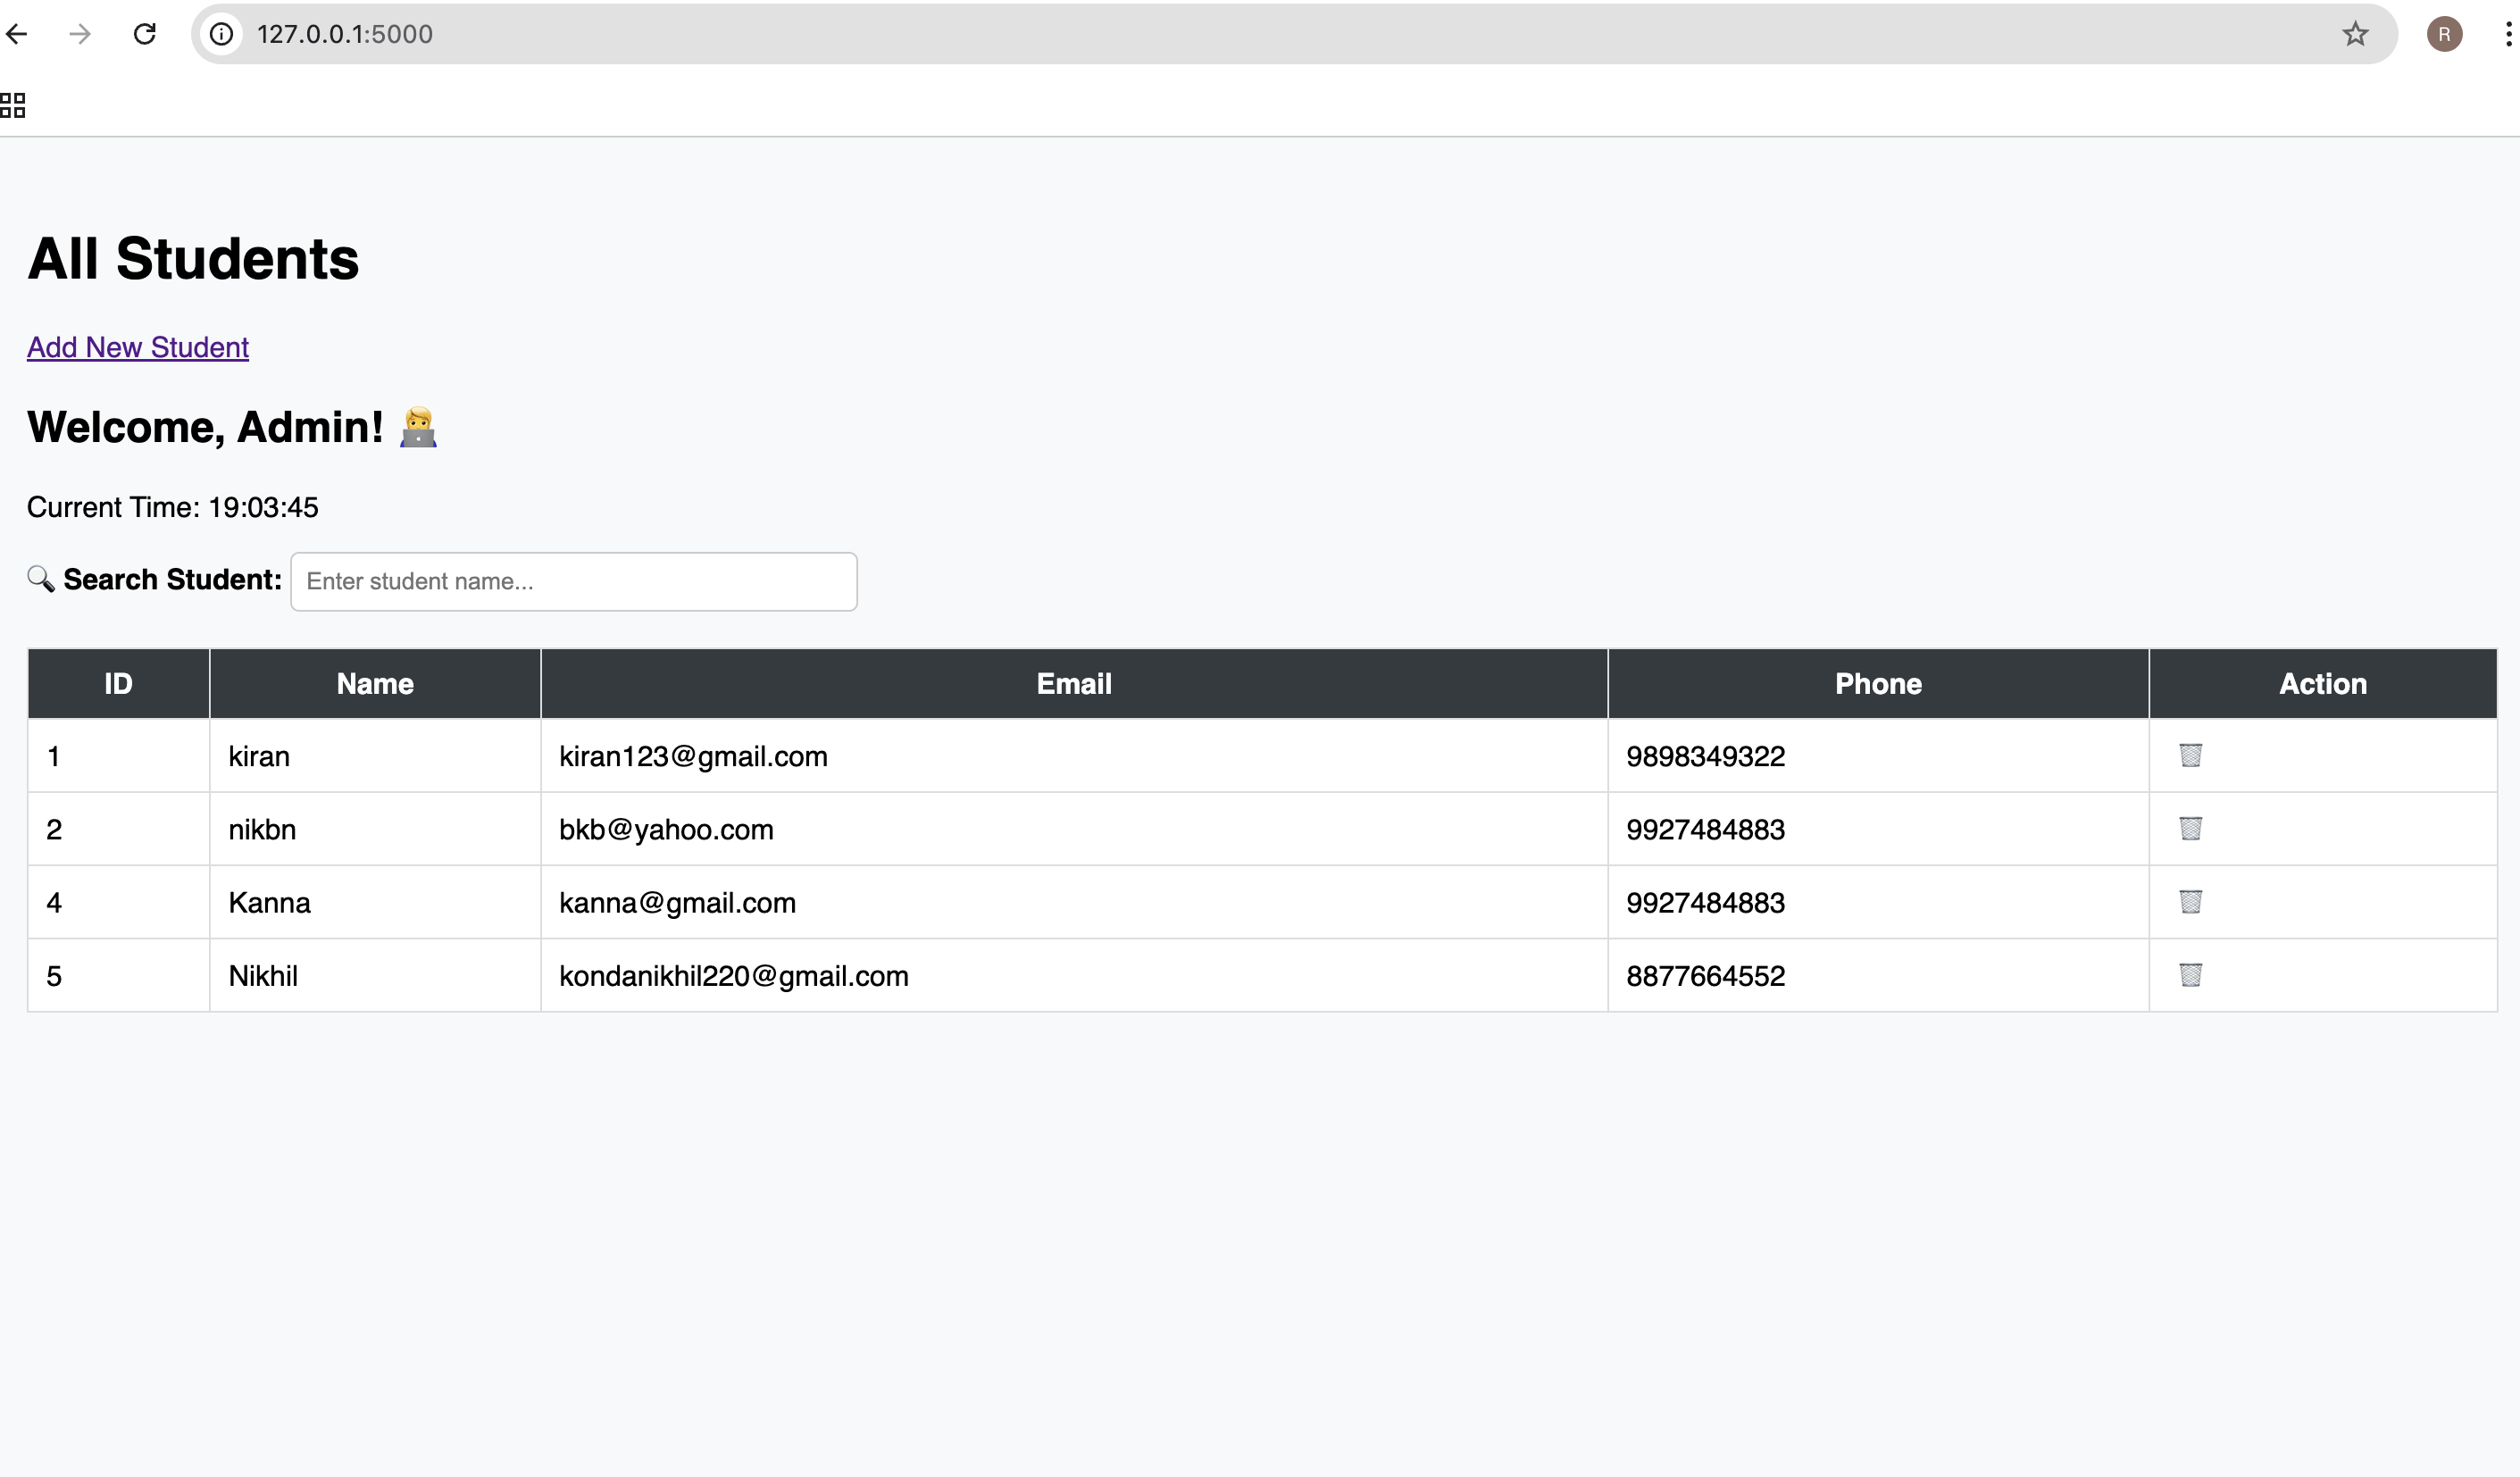 127.0.0.1:5000
R
All Students
Add New Student
Welcome, Admin! 👨‍💻
Current Time: 19:03:45
🔍 Search Student: Enter student name...
ID Name Email Phone Action
1 kiran kiran123@gmail.com 9898349322 🗑️
2 nikbn bkb@yahoo.com 9927484883 🗑️
4 Kanna kanna@gmail.com 9927484883 🗑️
5 Nikhil kondanikhil220@gmail.com 8877664552 🗑️